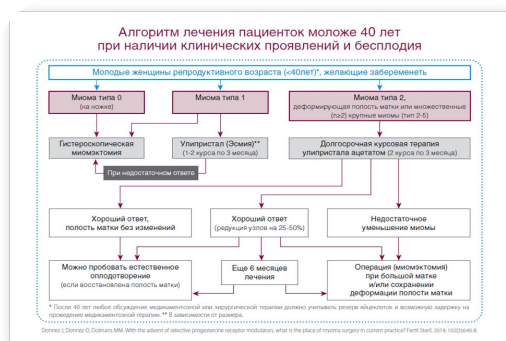 Алгоритм лечения пациенток моложе 40 лет
при наличии клинических проявлений и бесплодия
Молодые женщины репродуктивного возраста (<40лет)*, желающие забеременеть
Миома типа 0
(на ножке)
Миома типа 1
Миома типа 2,
деформирующая полость матки или множественные
(n≥2) крупные миомы (тип 2-5)
Гистероскопическая
миомэктомия
Улипристал (Эсмия)**
(1-2 курса по 3 месяца)
Долгосрочная курсовая терапия
улипристала ацетатом (2 курса по 3 месяца)
При недостаточном ответе
Хороший ответ,
полость матки без изменений
Хороший ответ
(редукция узлов на 25-50%)
Недостаточное
уменьшение миомы
Можно пробовать естественное
оплодотворение
(если восстановлена полость матки)
Еще 6 месяцев
лечения
Операция (миомэктомия)
при большой матке
и/или сохранении
деформации полости матки
* После 40 лет любое обсуждение медикаментозной или хирургической терапии должно учитывать резерв яйцеклеток и возможную задержку на
проведение медикаментозной терапии. ** В зависимости от размера.
Donnez J, Donnez O, Dolmans MM. With the advent of selective progesterone receptor modulators, what is the place of myoma surgery in current practice? Fertil Steril. 2014; 102(3):640-8.